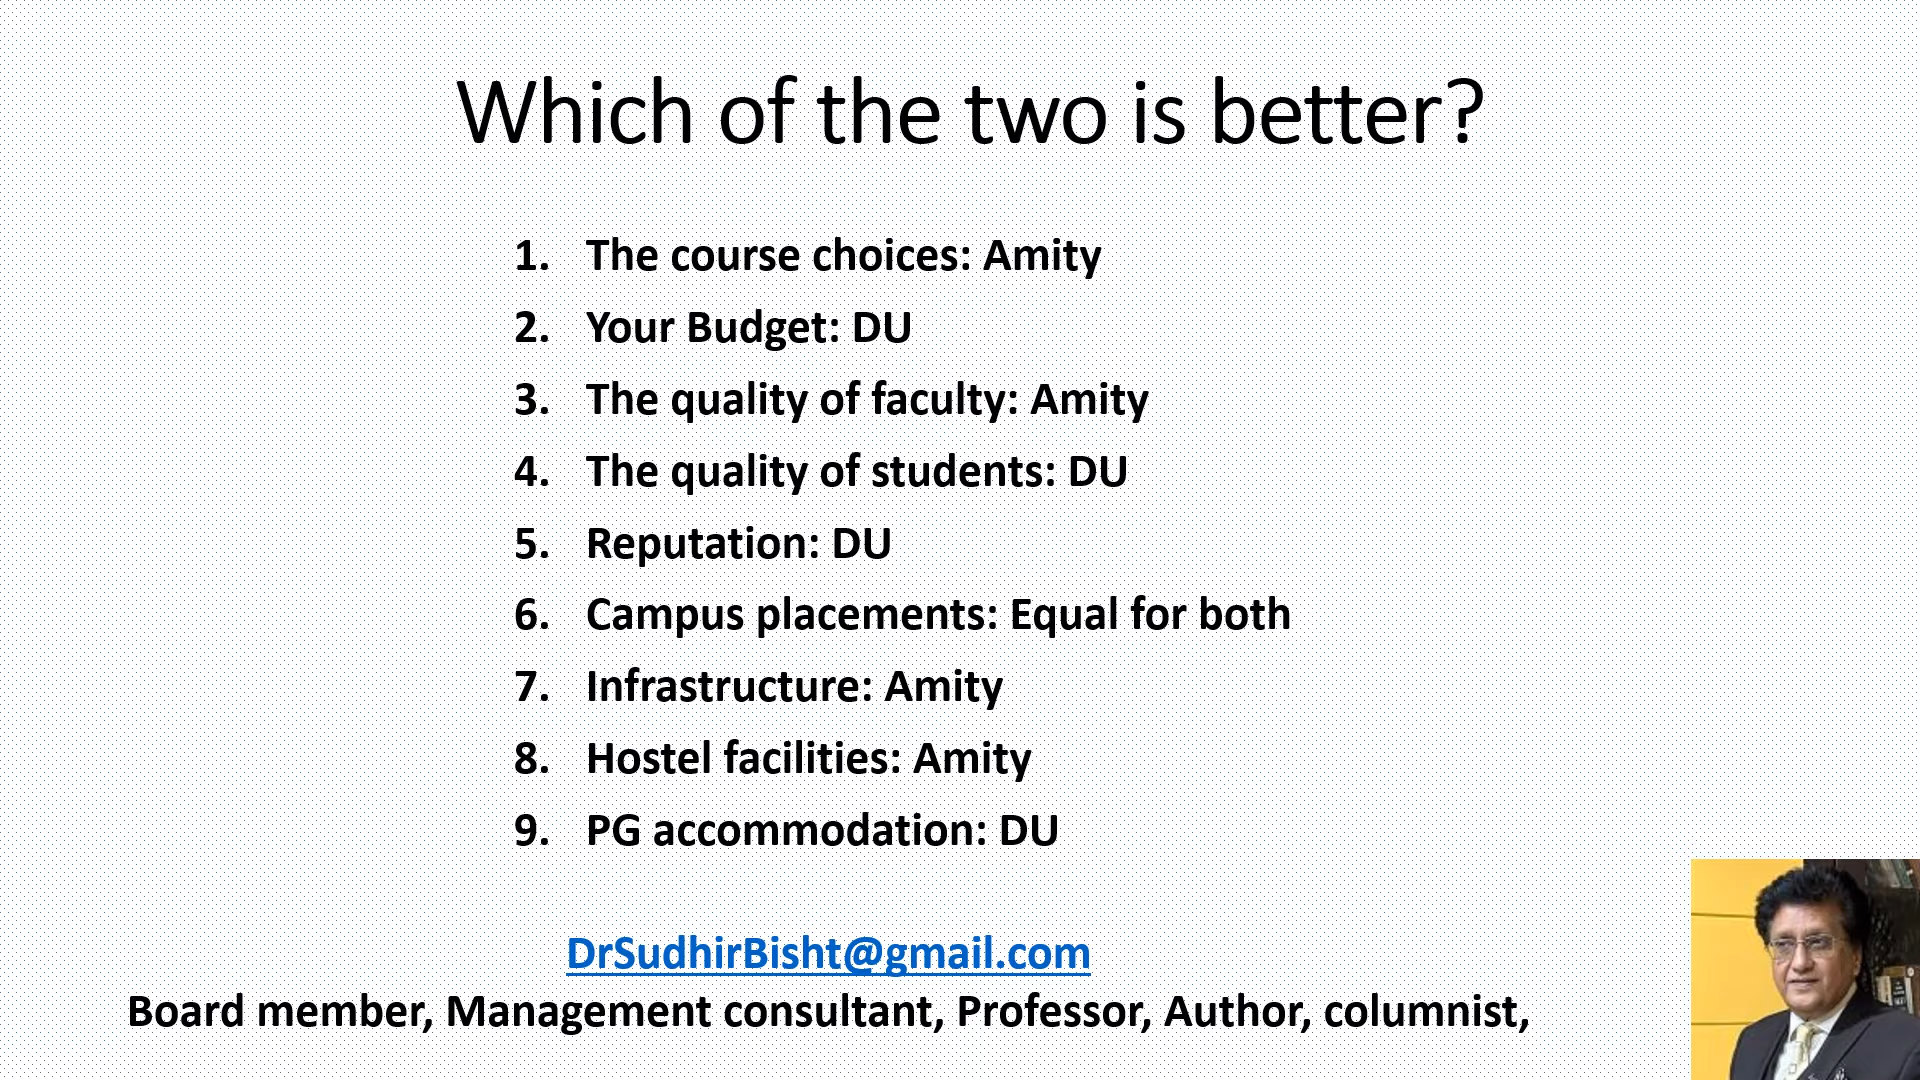 Which of the two is better?
1. The course choices: Amity
2. Your Budget: DU
3. The quality of faculty: Amity
4. The quality of students: DU
5. Reputation: DU
6. Campus placements: Equal for both
7. Infrastructure: Amity
8. Hostel facilities: Amity
9. PG accommodation: DU
DrSudhirBisht@gmail.com
Board member, Management consultant, Professor, Author, columnist,